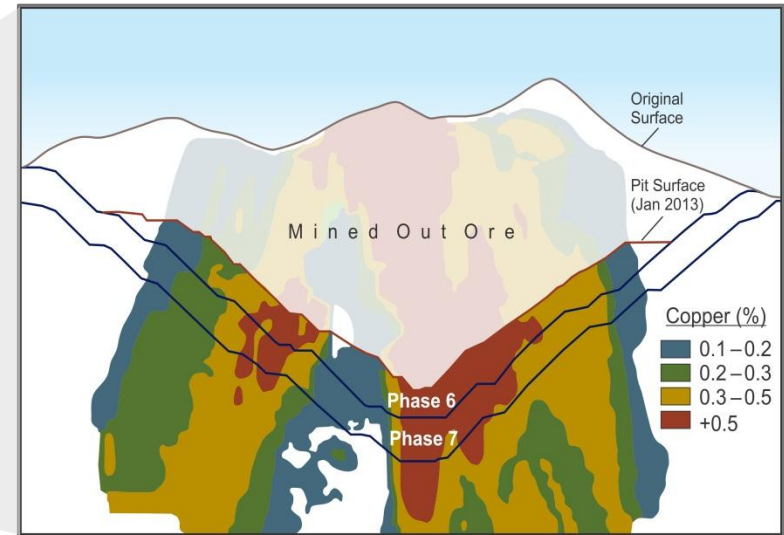 Original
Surface
Pit Surface
(Jan 2013)
Mined Out Ore
Copper (%)
0.1 – 0.2
0.2 – 0.3
0.3 – 0.5
+0.5
Phase 6
Phase 7